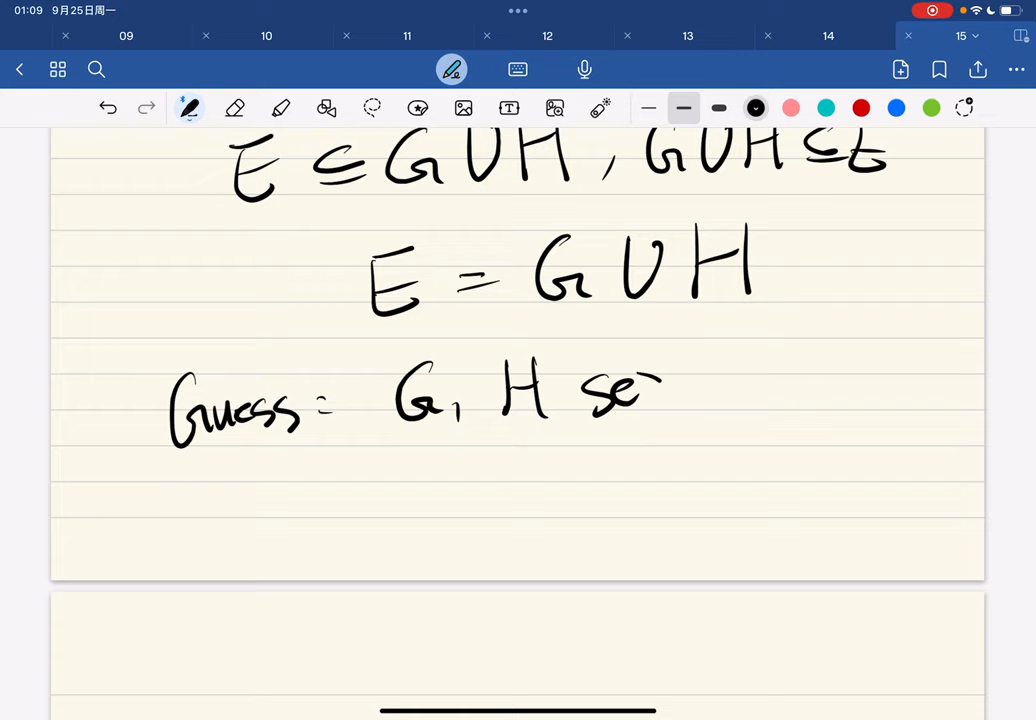 01:09 9月25日周一
09 10 11 12 13 14 15
E ⊆ G ∪ H , G ∪ H ⊆ E
E = G ∪ H
Guess: G, H se